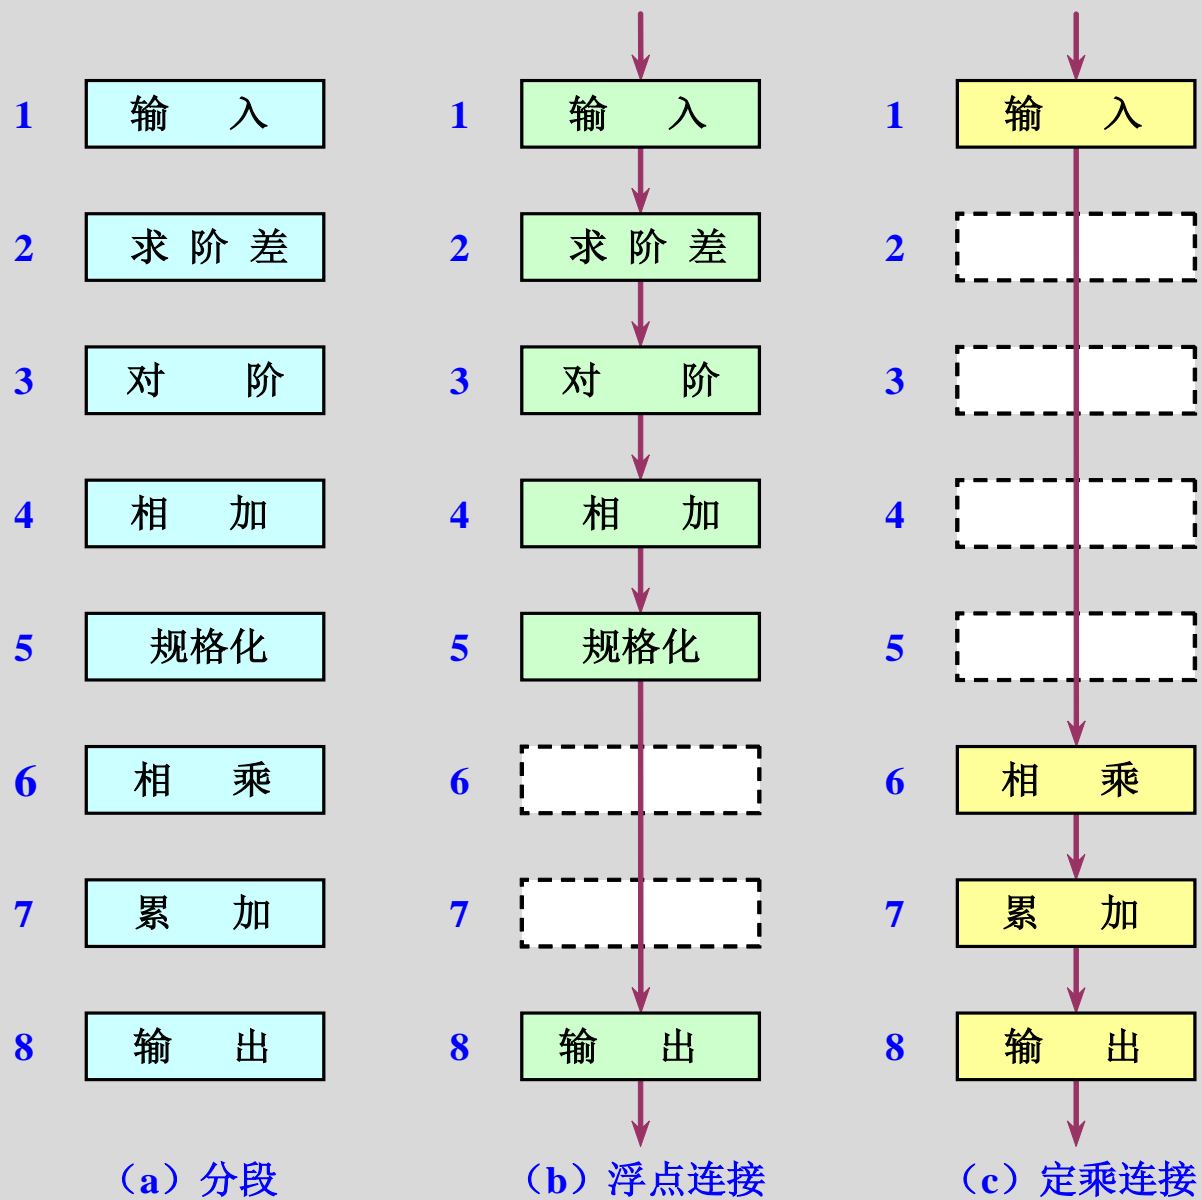 1 输 入 1 输 入 1 输 入
2 求 阶 差 2 求 阶 差 2
3 对 阶 3 对 阶 3
4 相 加 4 相 加 4
5 规格化 5 规格化 5
6 相 乘 6 6 相 乘
7 累 加 7 7 累 加
8 输 出 8 输 出 8 输 出
（a）分段 （b）浮点连接 （c）定乘连接